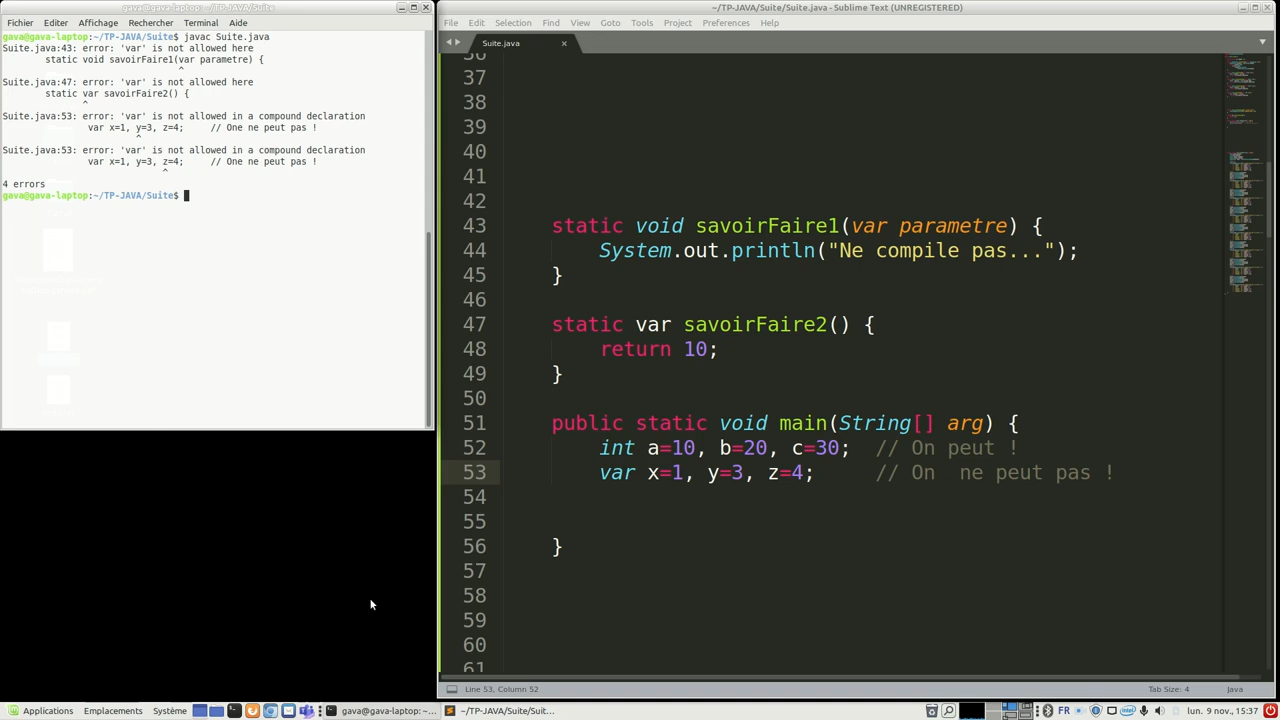 gava@gava-laptop: ~/TP-JAVA/Suite
Fichier Editer Affichage Rechercher Terminal Aide
gava@gava-laptop:~/TP-JAVA/Suite$ javac Suite.java
Suite.java:43: error: 'var' is not allowed here
static void savoirFaire1(var parametre) {
^
Suite.java:47: error: 'var' is not allowed here
static var savoirFaire2() {
^
Suite.java:53: error: 'var' is not allowed in a compound declaration
var x=1, y=3, z=4; // One ne peut pas !
^
Suite.java:53: error: 'var' is not allowed in a compound declaration
var x=1, y=3, z=4; // One ne peut pas !
^
4 errors
gava@gava-laptop:~/TP-JAVA/Suite$
~/TP-JAVA/Suite/Suite.java - Sublime Text (UNREGISTERED)
File Edit Selection Find View Goto Tools Project Preferences Help
Suite.java
36
37
38
39
40
41
42
43 static void savoirFaire1(var parametre) {
44 System.out.println("Ne compile pas...");
45 }
46
47 static var savoirFaire2() {
48 return 10;
49 }
50
51 public static void main(String[] arg) {
52 int a=10, b=20, c=30; // On peut !
53 var x=1, y=3, z=4; // On  ne peut pas !
54
55
56 }
57
58
59
60
61
Line 53, Column 52 Tab Size: 4 Java
Applications Emplacements Système gava@gava-laptop: ~... ~/TP-JAVA/Suite/Suit... FR lun. 9 nov., 15:37